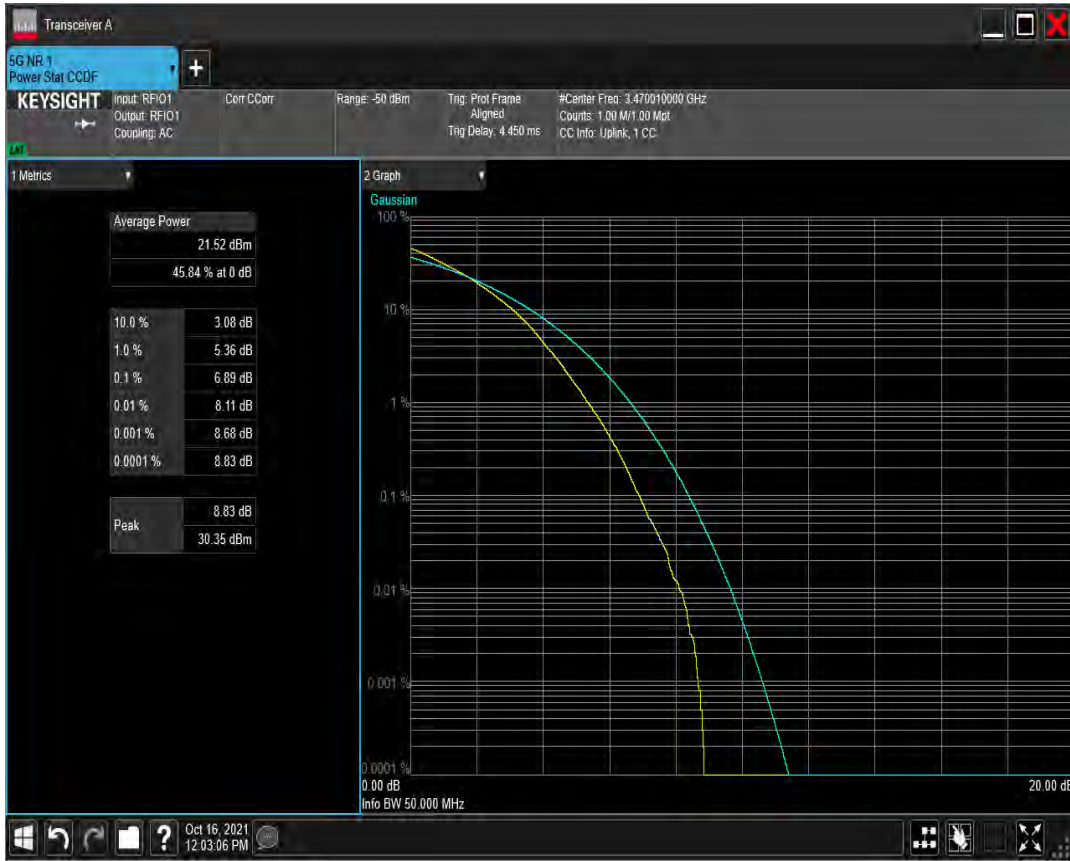 Transceiver A
5G NR 1
Power Stat CCDF
+
KEYSIGHT
Input: RFIO1
Output: RFIO1
Coupling: AC
Corr CCorr
Range: -50 dBm
Trig: Prot Frame
Aligned
Trig Delay: 4.450 ms
#Center Freq: 3.470010000 GHz
Counts: 1.00 M/1.00 Mpt
CC Info: Uplink, 1 CC
1 Metrics
Average Power
21.52 dBm
45.84 % at 0 dB
10.0 % 3.08 dB
1.0 % 5.36 dB
0.1 % 6.89 dB
0.01 % 8.11 dB
0.001 % 8.68 dB
0.0001 % 8.83 dB
Peak 8.83 dB
30.35 dBm
2 Graph
Gaussian
100 %
10 %
1 %
0.1 %
0.01 %
0.001 %
0.0001 %
0.00 dB 20.00 dB
Info BW 50.000 MHz
?
Oct 16, 2021
12:03:06 PM